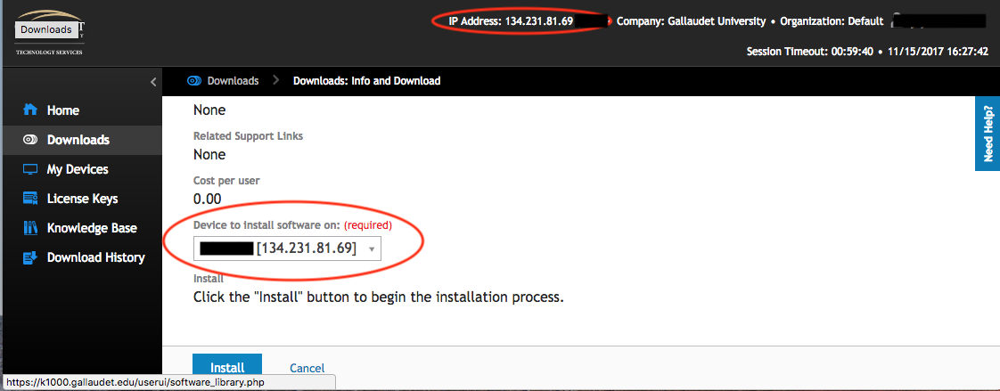 IP Address: 134.231.81.69 Company: Gallaudet University • Organization: Default
Downloads T
Y
TECHNOLOGY SERVICES
Session Timeout: 00:59:40 • 11/15/2017 16:27:42
Downloads Downloads: Info and Download
Home
Downloads
My Devices
License Keys
Knowledge Base
Download History
None
Related Support Links
None
Cost per user
0.00
Device to install software on: (required)
[134.231.81.69]
Install
Click the "Install" button to begin the installation process.
Install Cancel
Need Help?
https://k1000.gallaudet.edu/userui/software_library.php